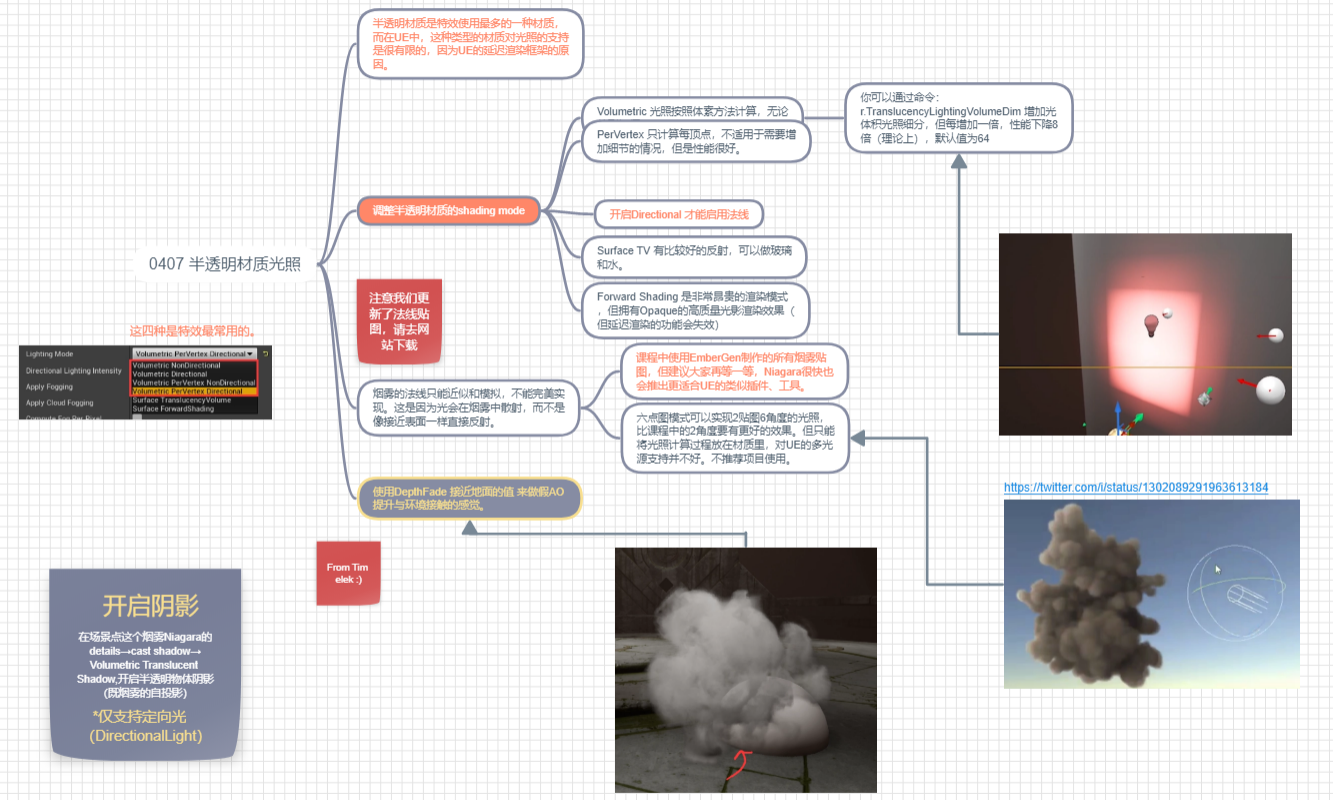 半透明材质是特效使用最多的一种材质，
而在UE中，这种类型的材质对光照的支持
是很有限的，因为UE的延迟渲染框架的原
因。
Volumetric 光照按照体素方法计算，无论
PerVertex 只计算每顶点，不适用于需要增
加细节的情况，但是性能很好。
你可以通过命令：
r.TranslucencyLightingVolumeDim 增加光
体积光照细分，但每增加一倍，性能下降8
倍（理论上），默认值为64
调整半透明材质的shading mode
开启Directional 才能启用法线
Surface TV 有比较好的反射，可以做玻璃
和水。
Forward Shading 是非常昂贵的渲染模式
，但拥有Opaque的高质量光影渲染效果（
但延迟渲染的功能会失效）
0407 半透明材质光照
注意我们更
新了法线贴
图，请去网
站下载
这四种是特效最常用的。
Lighting Mode
Volumetric PerVertex Directional
Directional Lighting Intensity
Apply Fogging
Apply Cloud Fogging
Compute Fog Per Pixel
Volumetric NonDirectional
Volumetric Directional
Volumetric PerVertex NonDirectional
Volumetric PerVertex Directional
Surface TranslucencyVolume
Surface ForwardShading
烟雾的法线只能近似和模拟，不能完美实
现。这是因为光会在烟雾中散射，而不是
像接近表面一样直接反射。
课程中使用EmberGen制作的所有烟雾贴
图，但建议大家再等一等，Niagara很快也
会推出更适合UE的类似插件、工具。
六点图模式可以实现2贴图6角度的光照，
比课程中的2角度要有更好的效果。但只能
将光照计算过程放在材质里，对UE的多光
源支持并不好。不推荐项目使用。
使用DepthFade 接近地面的值 来做假AO
提升与环境接触的感觉。
https://twitter.com/i/status/1302089291963613184
From Tim
elek :)
开启阴影
在场景点这个烟雾Niagara的
details→cast shadow→
Volumetric Translucent
Shadow,开启半透明物体阴影
(既烟雾的自投影)
*仅支持定向光
(DirectionalLight)